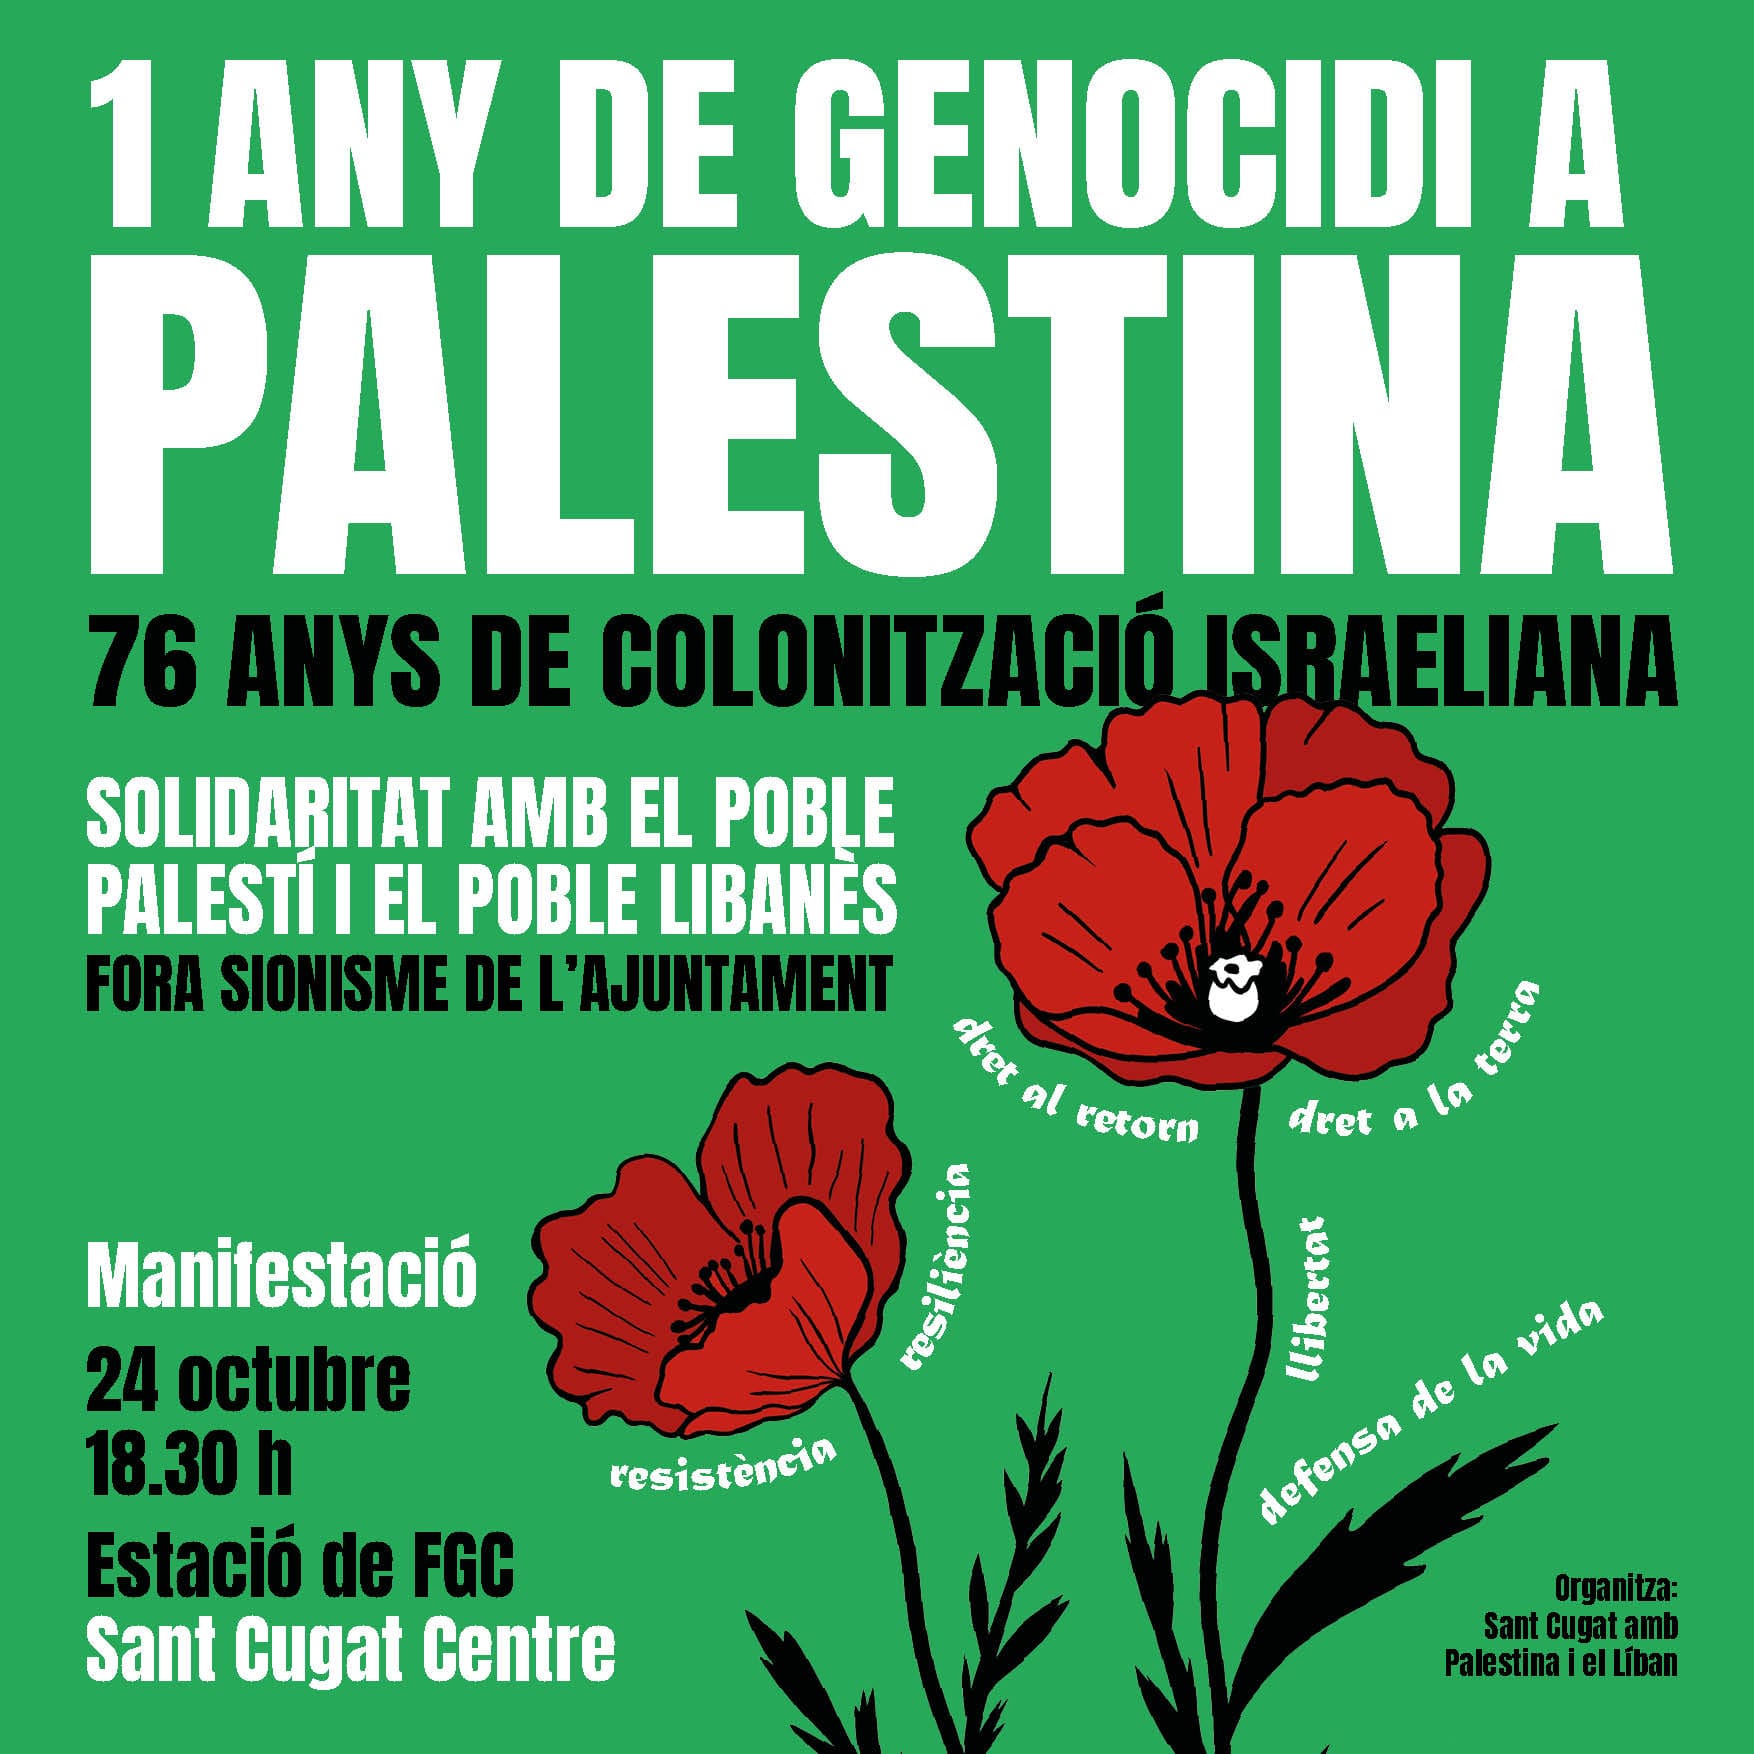 1 ANY DE GENOCIDI A
PALESTINA
76 ANYS DE COLONITZACIÓ ISRAELIANA
SOLIDARITAT AMB EL POBLE
PALESTÍ I EL POBLE LIBANÈS
FORA SIONISME DE L'AJUNTAMENT
dret al retorn
dret a la terra
resiliència
llibertat
defensa de la vida
resistència
Manifestació
24 octubre
18.30 h
Estació de FGC
Sant Cugat Centre
Organitza:
Sant Cugat amb
Palestina i el Líban